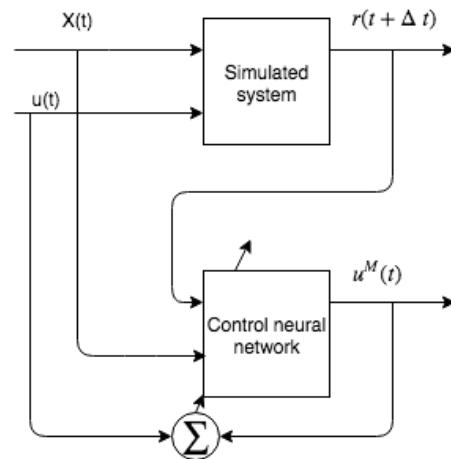 X(t)
r(t + Δ t)
Simulated
system
u(t)
u^M(t)
Control neural
network
Σ